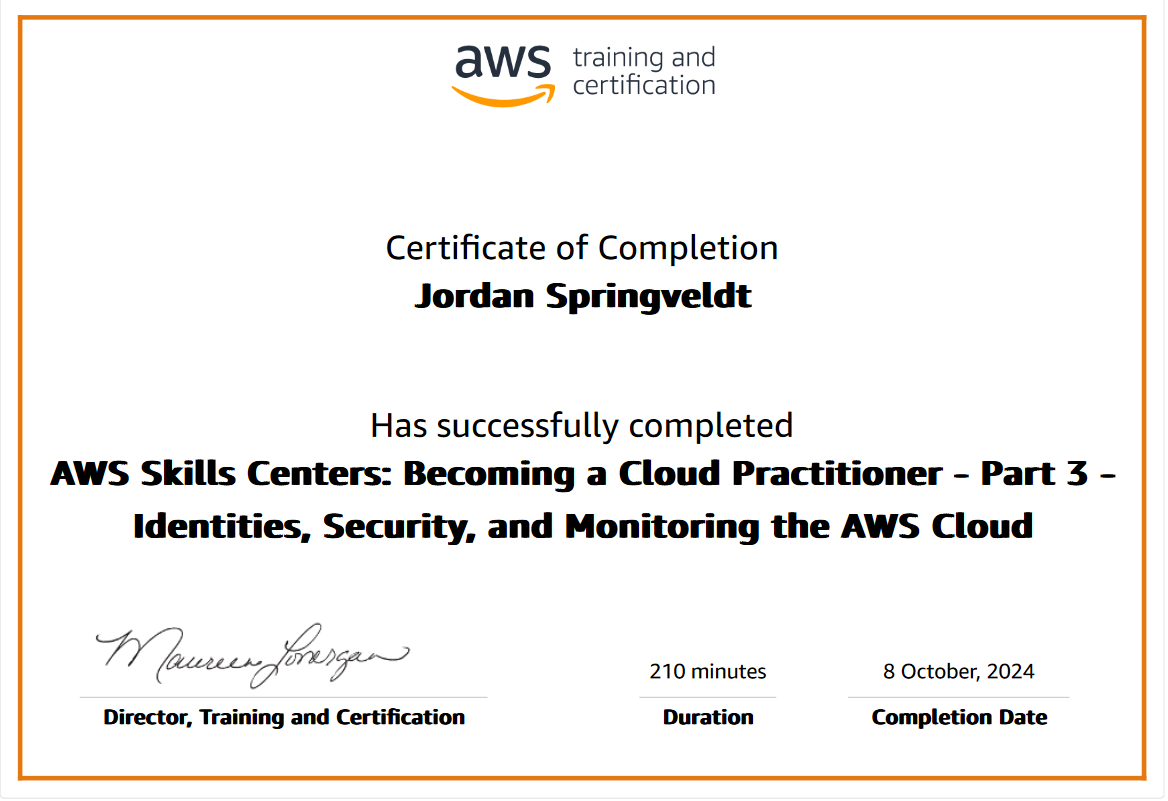 aws training and
certification
Certificate of Completion
Jordan Springveldt
Has successfully completed
AWS Skills Centers: Becoming a Cloud Practitioner - Part 3 -
Identities, Security, and Monitoring the AWS Cloud
Maureen Lonergan
210 minutes
8 October, 2024
Director, Training and Certification
Duration
Completion Date